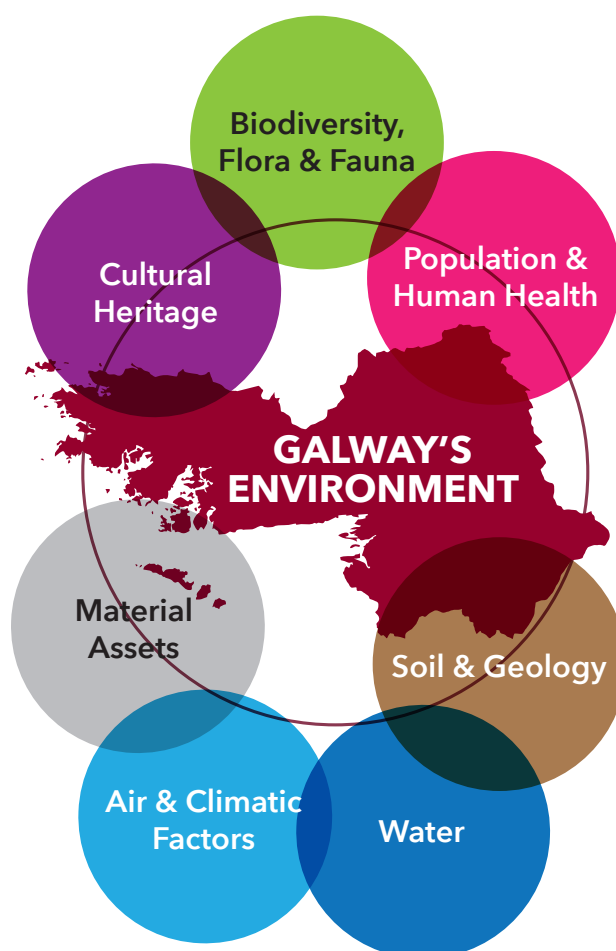 Biodiversity,
Flora & Fauna
Population &
Human Health
Cultural
Heritage
GALWAY'S
ENVIRONMENT
Material
Assets
Soil & Geology
Air & Climatic
Factors
Water